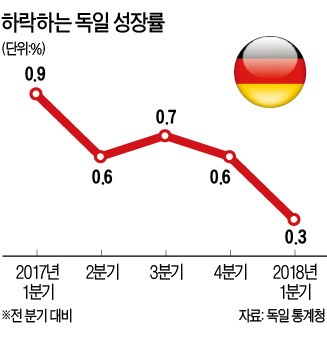 하락하는 독일 성장률
(단위:%)
0.9
0.6
0.7
0.6
0.3
2017년
1분기
2분기
3분기
4분기
2018년
1분기
※전 분기 대비
자료: 독일 통계청